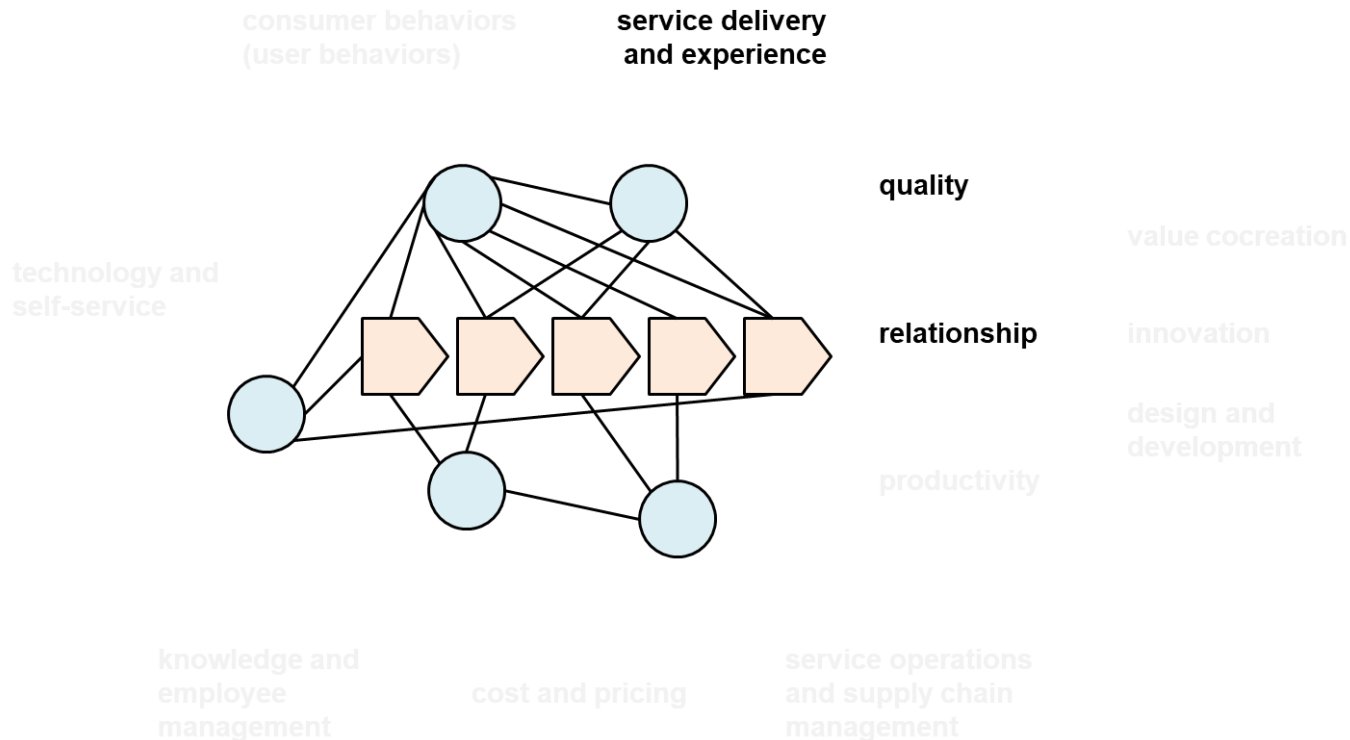 consumer behaviors
(user behaviors)
service delivery
and experience
quality
value cocreation
technology and
self-service
relationship
innovation
design and
development
productivity
knowledge and
employee
management
cost and pricing
service operations
and supply chain
management